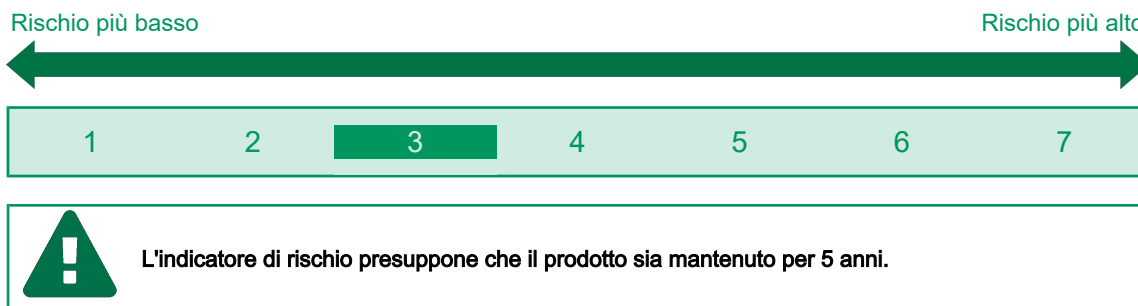 Rischio più basso Rischio più alto
1 2 3 4 5 6 7
L'indicatore di rischio presuppone che il prodotto sia mantenuto per 5 anni.